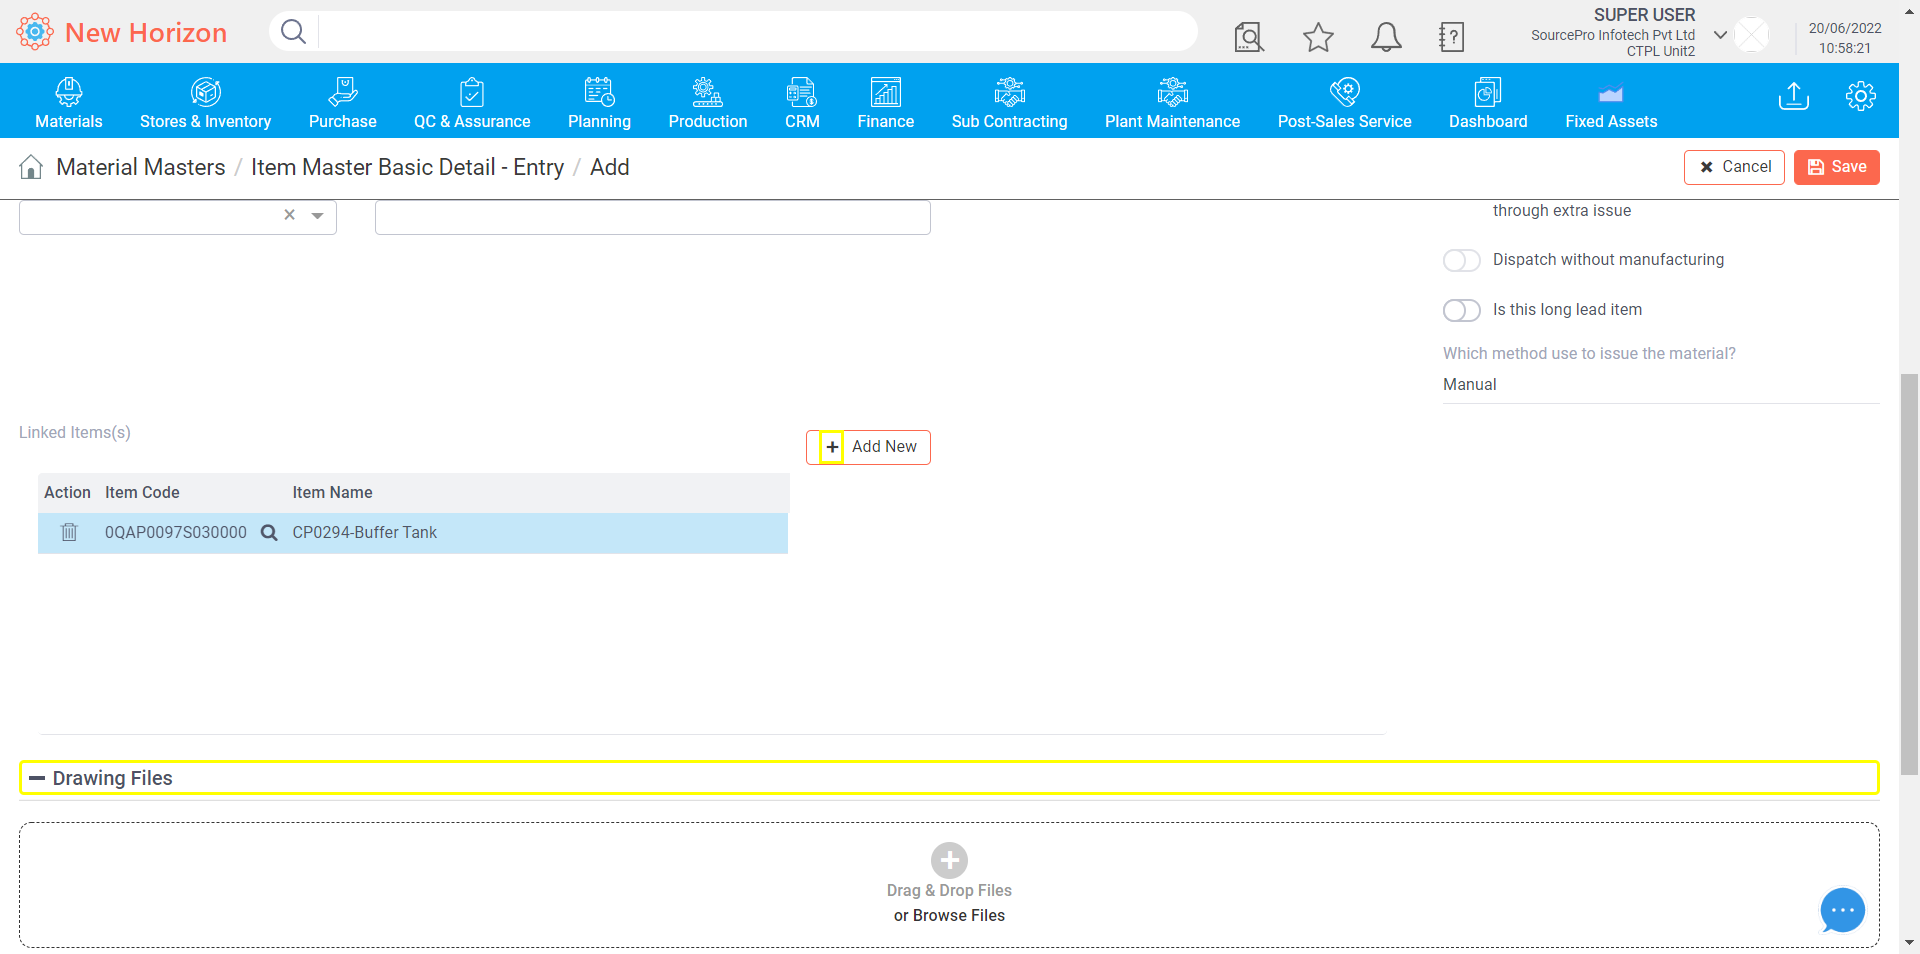 New Horizon
SUPER USER
SourcePro Infotech Pvt Ltd
CTPL Unit2
20/06/2022
10:58:21
Materials
Stores & Inventory
Purchase
QC & Assurance
Planning
Production
CRM
Finance
Sub Contracting
Plant Maintenance
Post-Sales Service
Dashboard
Fixed Assets
Material Masters / Item Master Basic Detail - Entry / Add
Cancel
Save
through extra issue
Dispatch without manufacturing
Is this long lead item
Which method use to issue the material?
Manual
Linked Items(s)
+ Add New
Action Item Code Item Name
0QAP0097S030000 CP0294-Buffer Tank
Drawing Files
Drag & Drop Files
or Browse Files